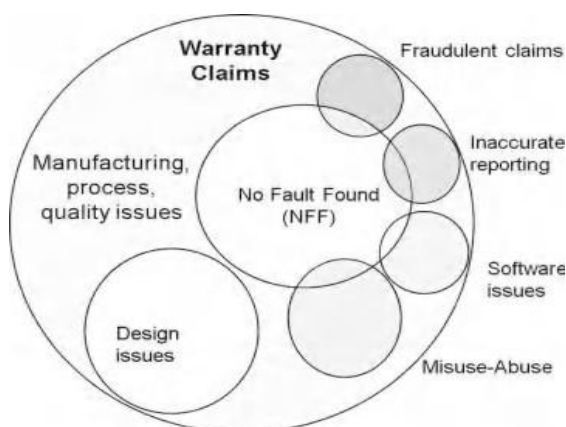 Warranty
Claims
Fraudulent claims
Inaccurate
reporting
Manufacturing,
process,
quality issues
No Fault Found
(NFF)
Software
issues
Design
issues
Misuse-Abuse